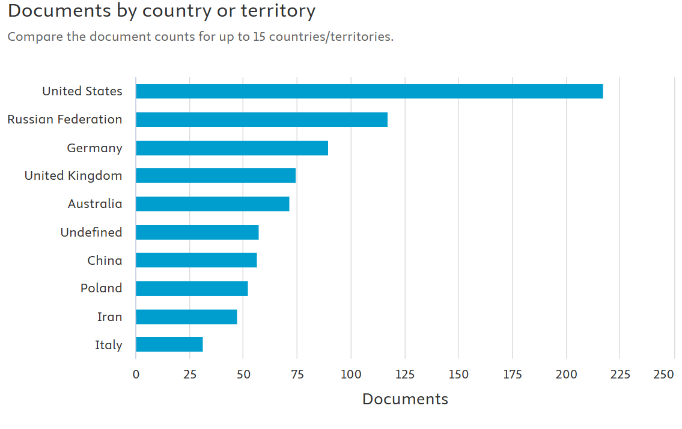 Documents by country or territory
Compare the document counts for up to 15 countries/territories.
United States
Russian Federation
Germany
United Kingdom
Australia
Undefined
China
Poland
Iran
Italy
0 25 50 75 100 125 150 175 200 225 250
Documents